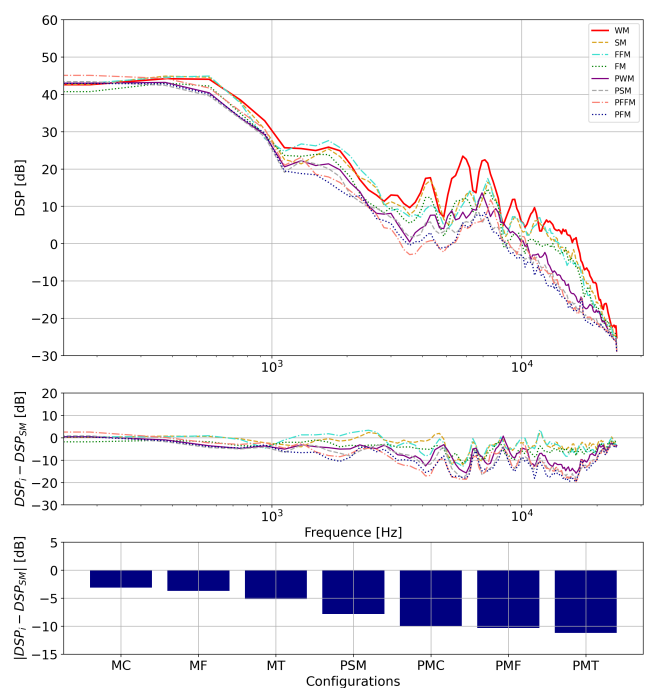 60
50
40
30
20
10
0
−10
−20
−30
DSP [dB]
10³
10⁴
WM
SM
FFM
FM
PWM
PSM
PFFM
PFM
20
10
0
−10
−20
−30
DSPᵢ − DSP_SM [dB]
10³
10⁴
Frequence [Hz]
5
0
−5
−10
−15
|DSPᵢ − DSP_SM| [dB]
MC MF MT PSM PMC PMF PMT
Configurations